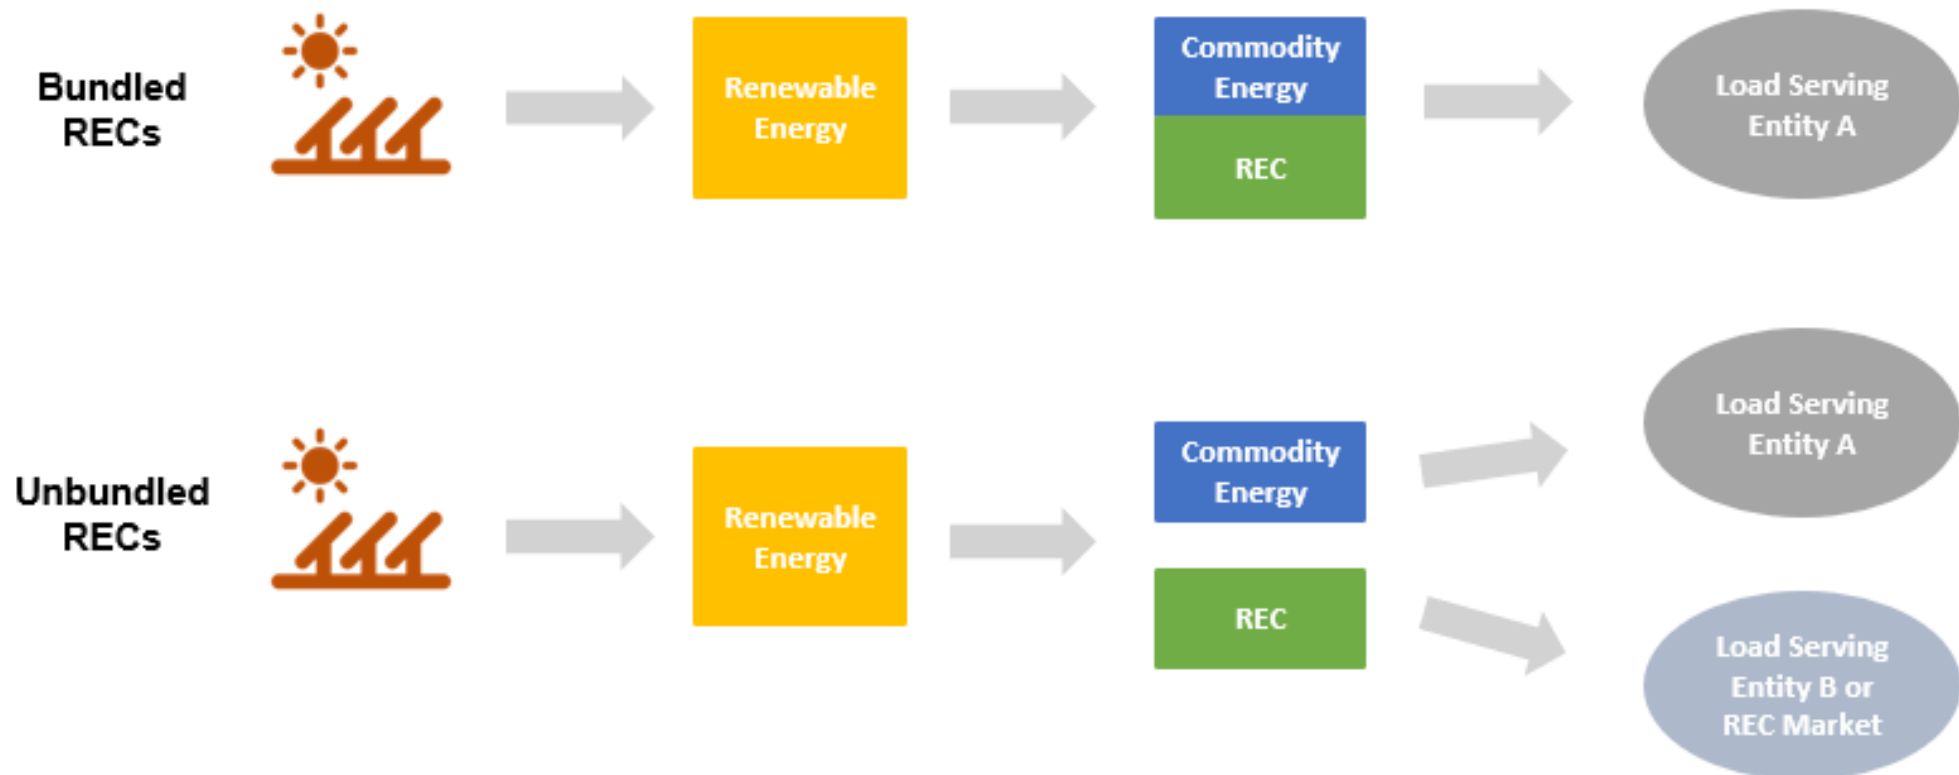 Bundled
RECs
Renewable
Energy
Commodity
Energy
REC
Load Serving
Entity A
Unbundled
RECs
Renewable
Energy
Commodity
Energy
REC
Load Serving
Entity A
Load Serving
Entity B or
REC Market